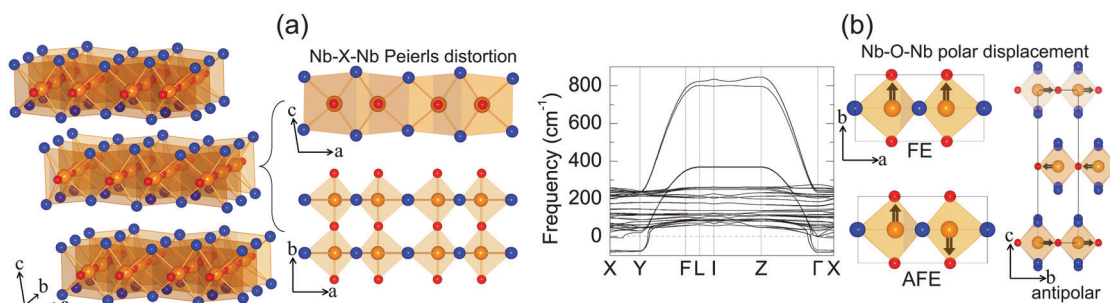 (a)
Nb-X-Nb Peierls distortion
c
a
b
a
c
b
Frequency (cm⁻¹)
800
600
400
200
0
X Y F L I Z Γ X
(b)
Nb-O-Nb polar displacement
b
a
FE
AFE
c
b
antipolar